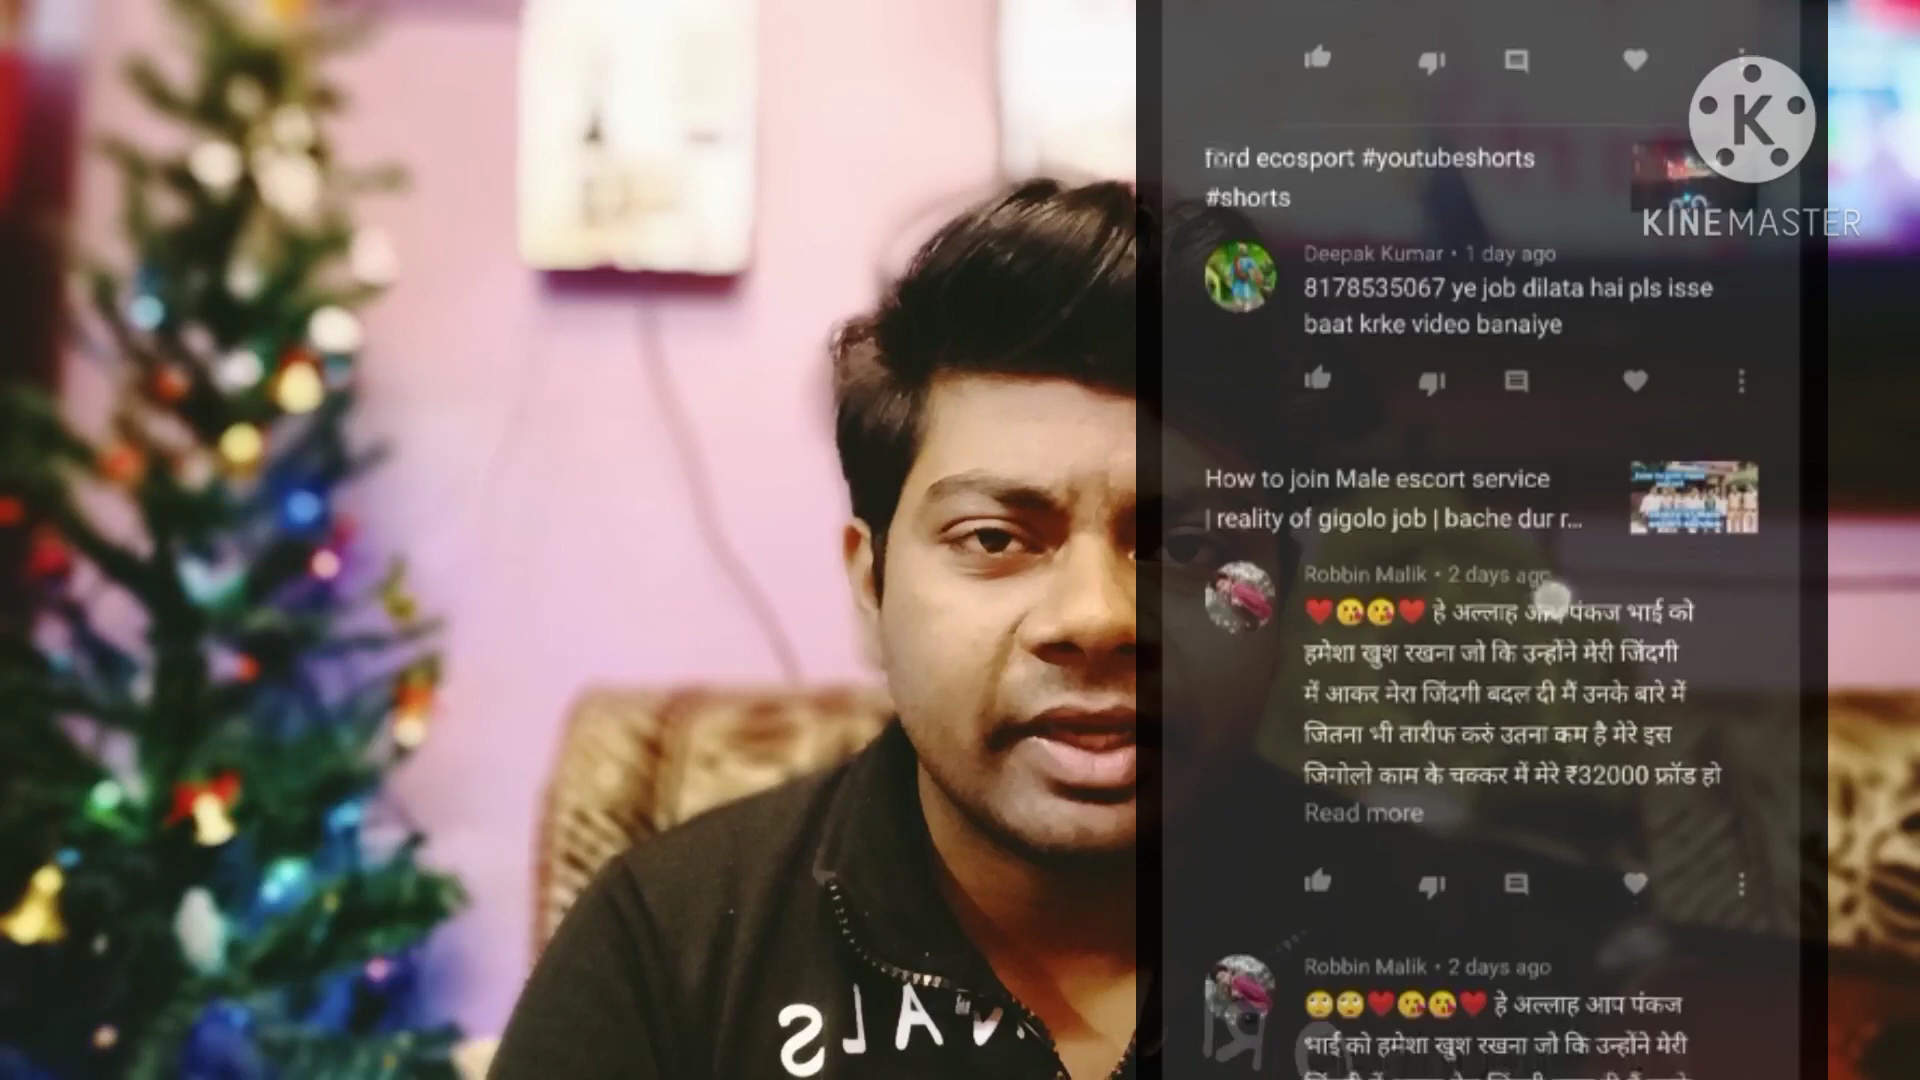 ford ecosport #youtubeshorts
#shorts
K
KINEMASTER
Deepak Kumar • 1 day ago
8178535067 ye job dilata hai pls isse
baat krke video banaiye
How to join Male escort service
| reality of gigolo job | bache dur r...
Robbin Malik • 2 days ago
❤️😘😘❤️ हे अल्लाह पंकज भाई को
हमेशा खुश रखना जो कि उन्होंने मेरी जिंदगी
में आकर मेरा जिंदगी बदल दी मैं उनके बारे में
जितना भी तारीफ करुं उतना कम है मेरे इस
जिगोलो काम के चक्कर में मेरे ₹32000 फ्रॉड हो
Read more
Robbin Malik • 2 days ago
🙄🙄❤️😘😘❤️ हे अल्लाह आप पंकज
भाई को हमेशा खुश रखना जो कि उन्होंने मेरी